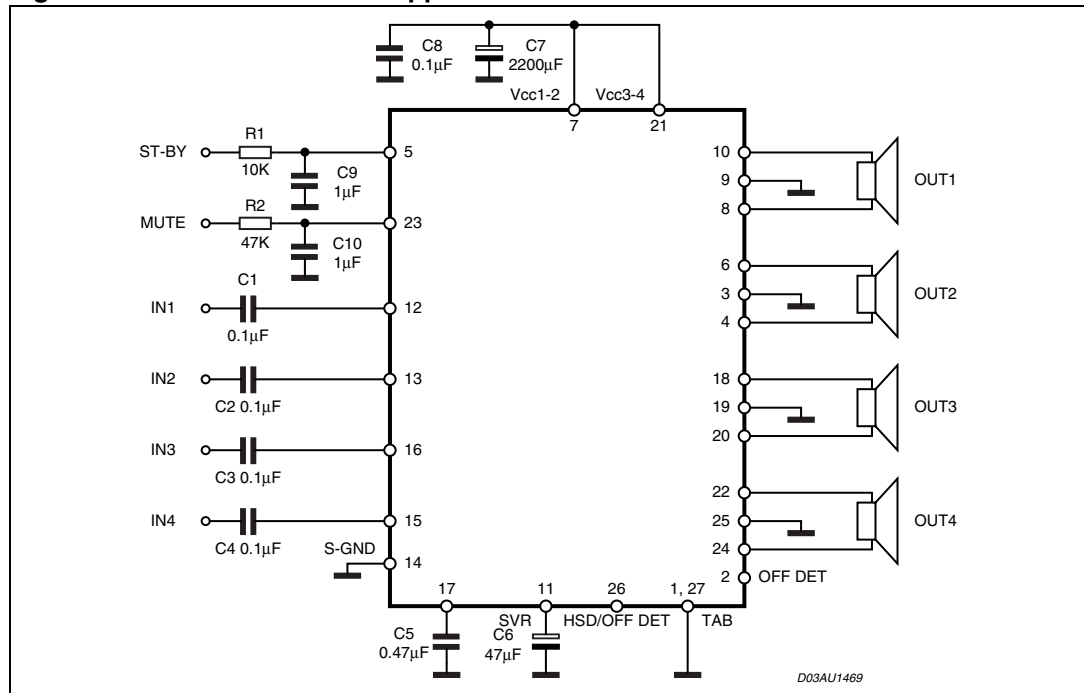 C8
0.1µF
C7
2200µF
Vcc1-2
Vcc3-4
7
21
ST-BY
R1
10K
5
C9
1µF
MUTE
R2
47K
23
C10
1µF
IN1
C1
0.1µF
12
IN2
C2 0.1µF
13
IN3
C3 0.1µF
16
IN4
C4 0.1µF
15
S-GND
14
10
9
8
OUT1
6
3
4
OUT2
18
19
20
OUT3
22
25
24
OUT4
2
OFF DET
17
11
26
1, 27
SVR
HSD/OFF DET
TAB
C5
0.47µF
C6
47µF
D03AU1469